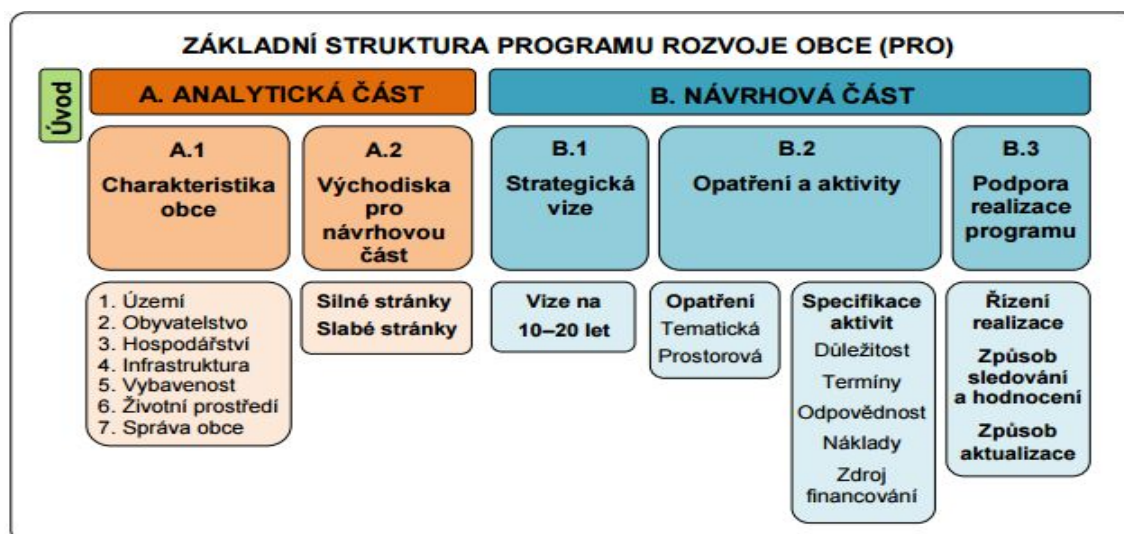 ZÁKLADNÍ STRUKTURA PROGRAMU ROZVOJE OBCE (PRO)
Úvod
A. ANALYTICKÁ ČÁST
B. NÁVRHOVÁ ČÁST
A.1
Charakteristika
obce
A.2
Východiska
pro
návrhovou
část
B.1
Strategická
vize
B.2
Opatření a aktivity
B.3
Podpora
realizace
programu
1. Území
2. Obyvatelstvo
3. Hospodářství
4. Infrastruktura
5. Vybavenost
6. Životní prostředí
7. Správa obce
Silné stránky
Slabé stránky
Vize na
10–20 let
Opatření
Tematická
Prostorová
Specifikace
aktivit
Důležitost
Termíny
Odpovědnost
Náklady
Zdroj
financování
Řízení
realizace
Způsob
sledování
a hodnocení
Způsob
aktualizace